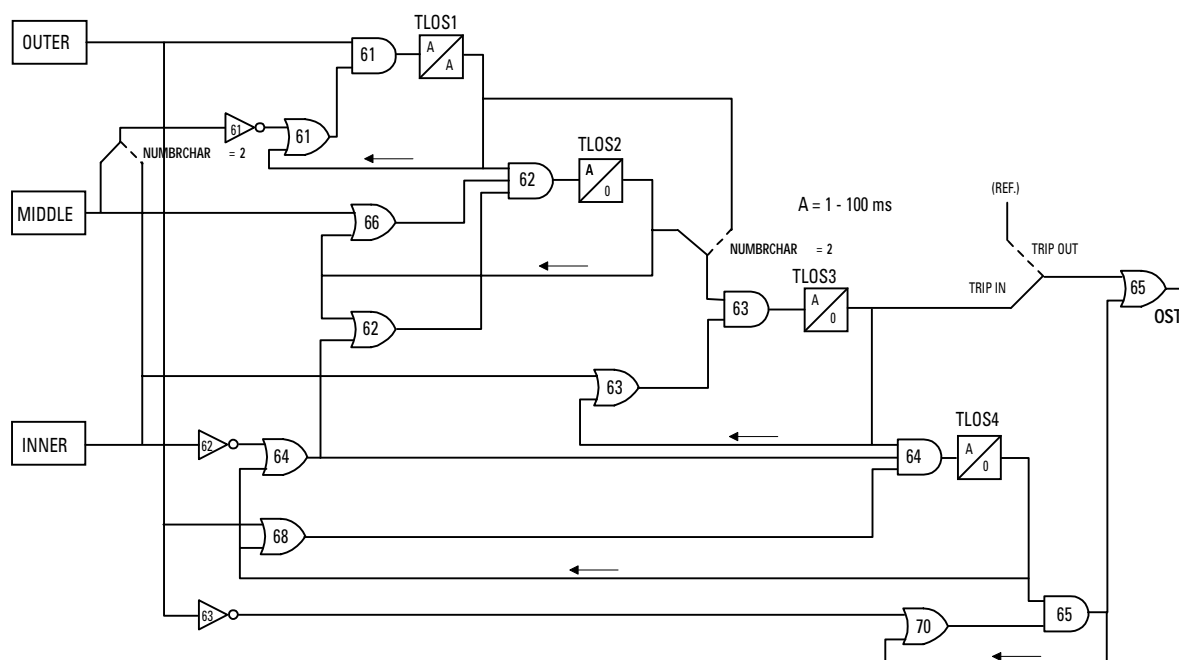 TLOS1
OUTER
61
A
A
61
61
NUMBRCHAR = 2
TLOS2
62
A
0
MIDDLE
66
A = 1 - 100 ms
(REF.)
TRIP OUT
NUMBRCHAR = 2
TLOS3
TRIP IN
65
OST
63
A
0
62
63
TLOS4
INNER
62
64
64
A
0
68
63
70
65